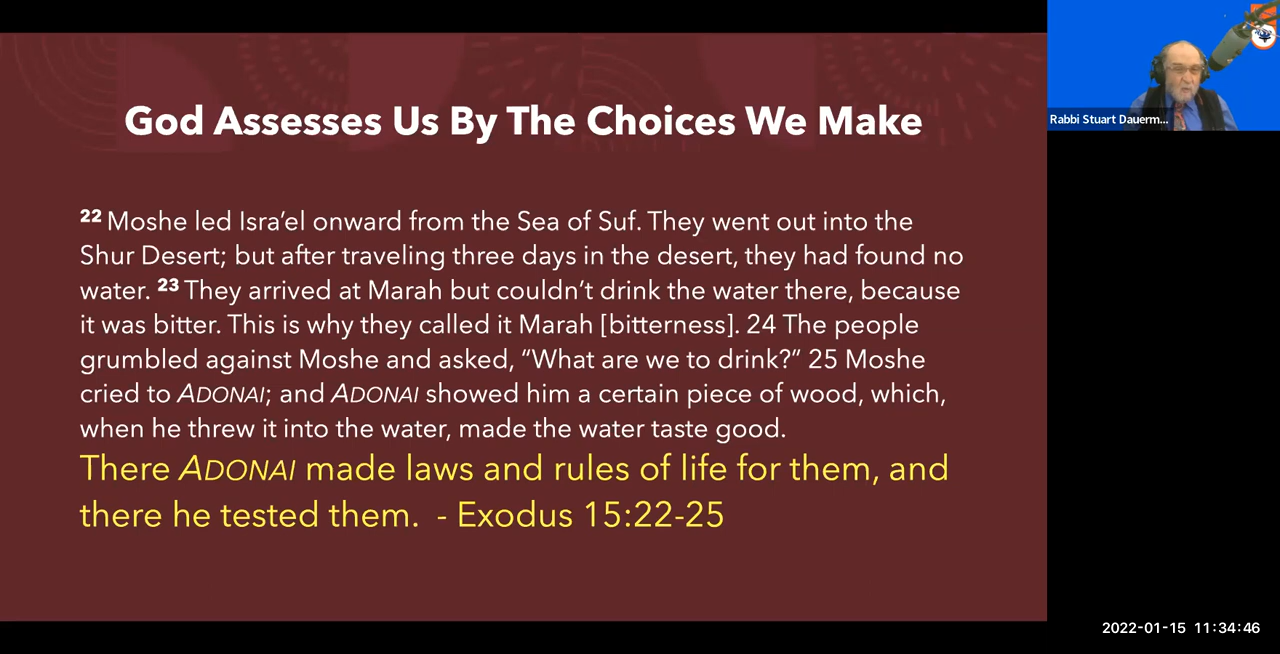 God Assesses Us By The Choices We Make
22 Moshe led Isra’el onward from the Sea of Suf. They went out into the
Shur Desert; but after traveling three days in the desert, they had found no
water. 23 They arrived at Marah but couldn’t drink the water there, because
it was bitter. This is why they called it Marah [bitterness]. 24 The people
grumbled against Moshe and asked, “What are we to drink?” 25 Moshe
cried to ADONAI; and ADONAI showed him a certain piece of wood, which,
when he threw it into the water, made the water taste good.
There ADONAI made laws and rules of life for them, and
there he tested them. - Exodus 15:22-25
Rabbi Stuart Dauerm...
2022-01-15 11:34:46